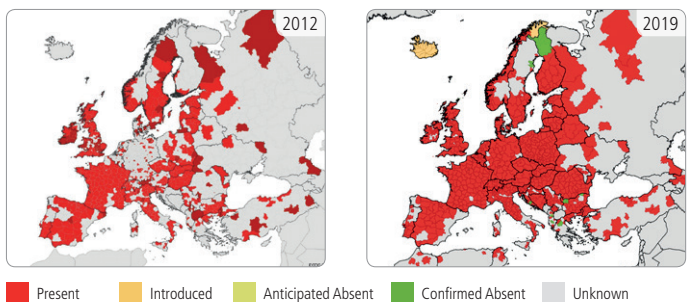 2012
2019
Present
Introduced
Anticipated Absent
Confirmed Absent
Unknown